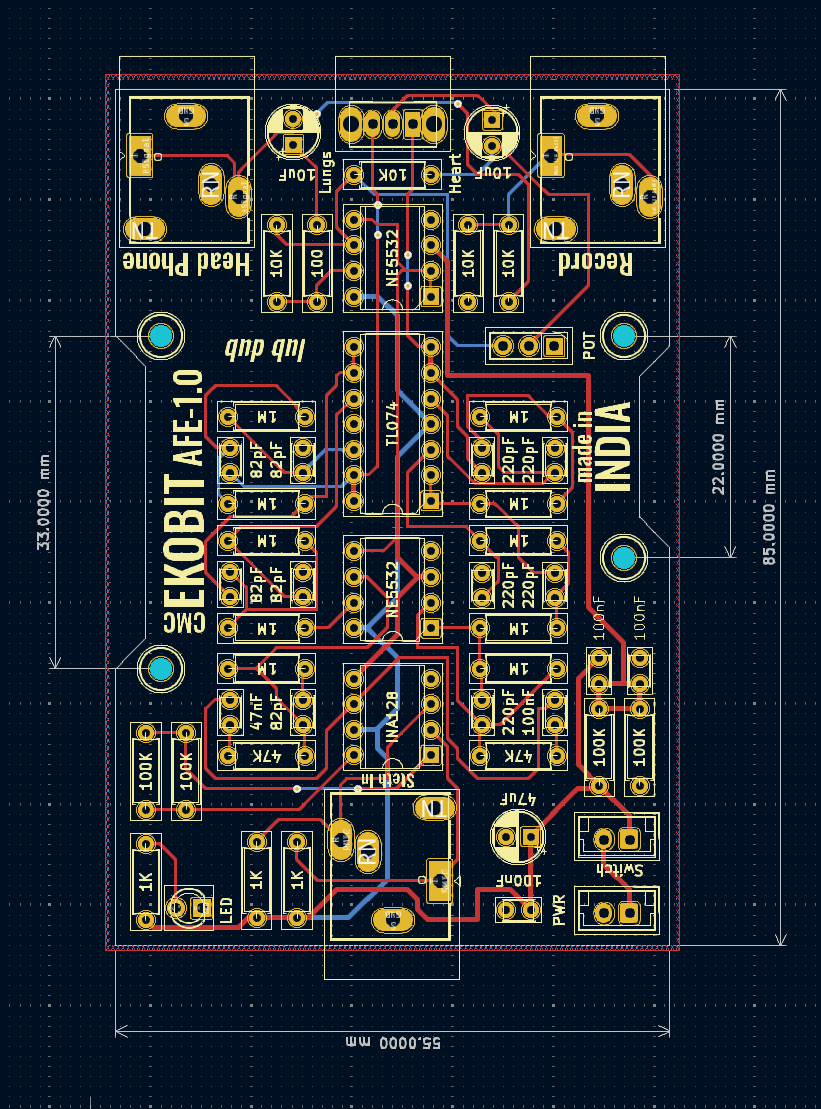 10uF
Lungs
10K
Heart
10uF
Head Phone
10K
100
NE5532
10K
10K
Record
POT
lub dub
EKOBIT AFE-1.0
CMC
TL074
made in
INDIA
1M
82pF
82pF
1M
1M
220pF
220pF
1M
1M
82pF
82pF
1M
NE5532
1M
220pF
220pF
1M
100nF
100nF
1M
47nF
82pF
47K
INA128
1M
220pF
100nF
47K
100K
100K
100K
100K
Steth In
47uF
RN
RN
RN
Switch
1K
LED
1K
1K
100nF
PWR
33.0000 mm
22.0000 mm
85.0000 mm
55.0000 mm